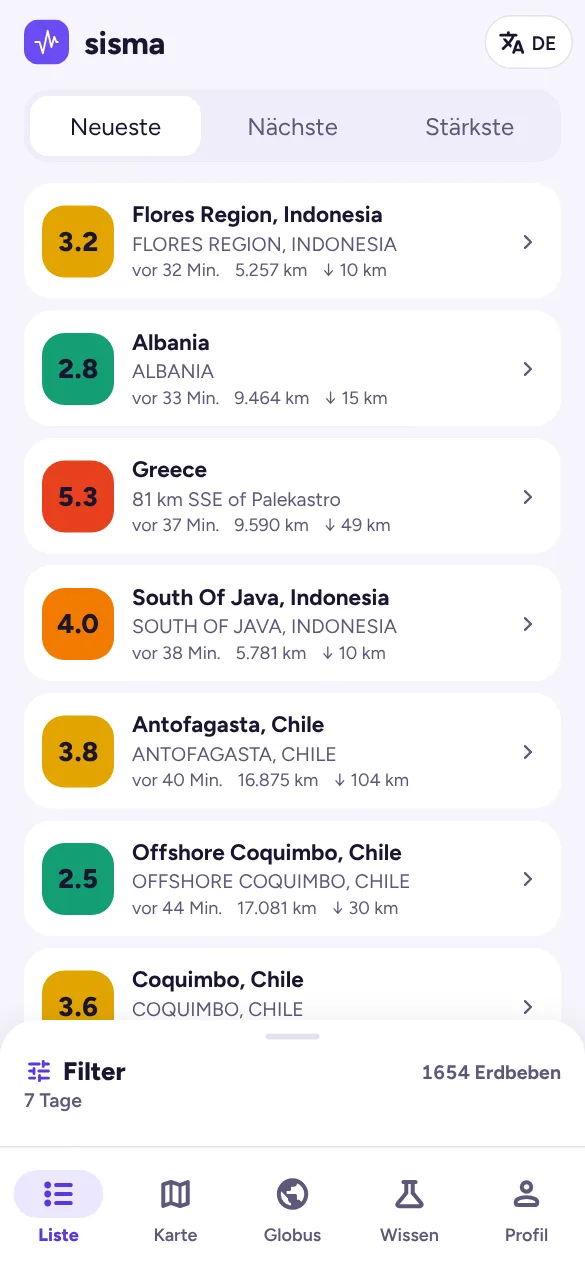 sisma
DE
Neueste
Nächste
Stärkste
3.2
Flores Region, Indonesia
FLORES REGION, INDONESIA
vor 32 Min. 5.257 km ↓ 10 km
2.8
Albania
ALBANIA
vor 33 Min. 9.464 km ↓ 15 km
5.3
Greece
81 km SSE of Palekastro
vor 37 Min. 9.590 km ↓ 49 km
4.0
South Of Java, Indonesia
SOUTH OF JAVA, INDONESIA
vor 38 Min. 5.781 km ↓ 10 km
3.8
Antofagasta, Chile
ANTOFAGASTA, CHILE
vor 40 Min. 16.875 km ↓ 104 km
2.5
Offshore Coquimbo, Chile
OFFSHORE COQUIMBO, CHILE
vor 44 Min. 17.081 km ↓ 30 km
3.6
Coquimbo, Chile
COQUIMBO, CHILE
Filter
1654 Erdbeben
7 Tage
Liste
Karte
Globus
Wissen
Profil